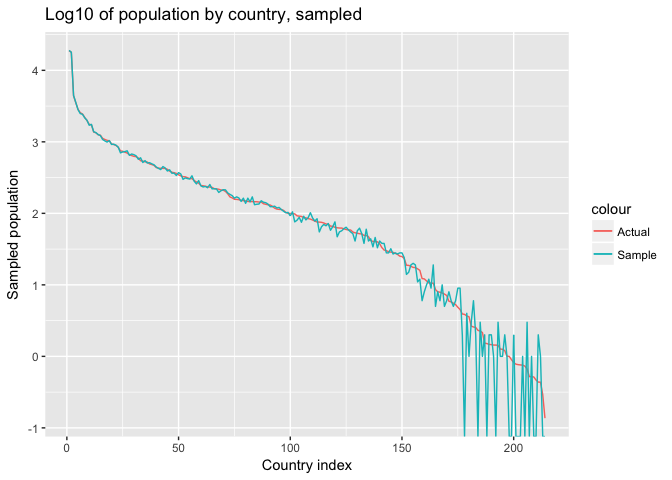 Log10 of population by country, sampled
4
3
2
1
0
-1
0
50
100
150
200
Country index
Sampled population
colour
Actual
Sample